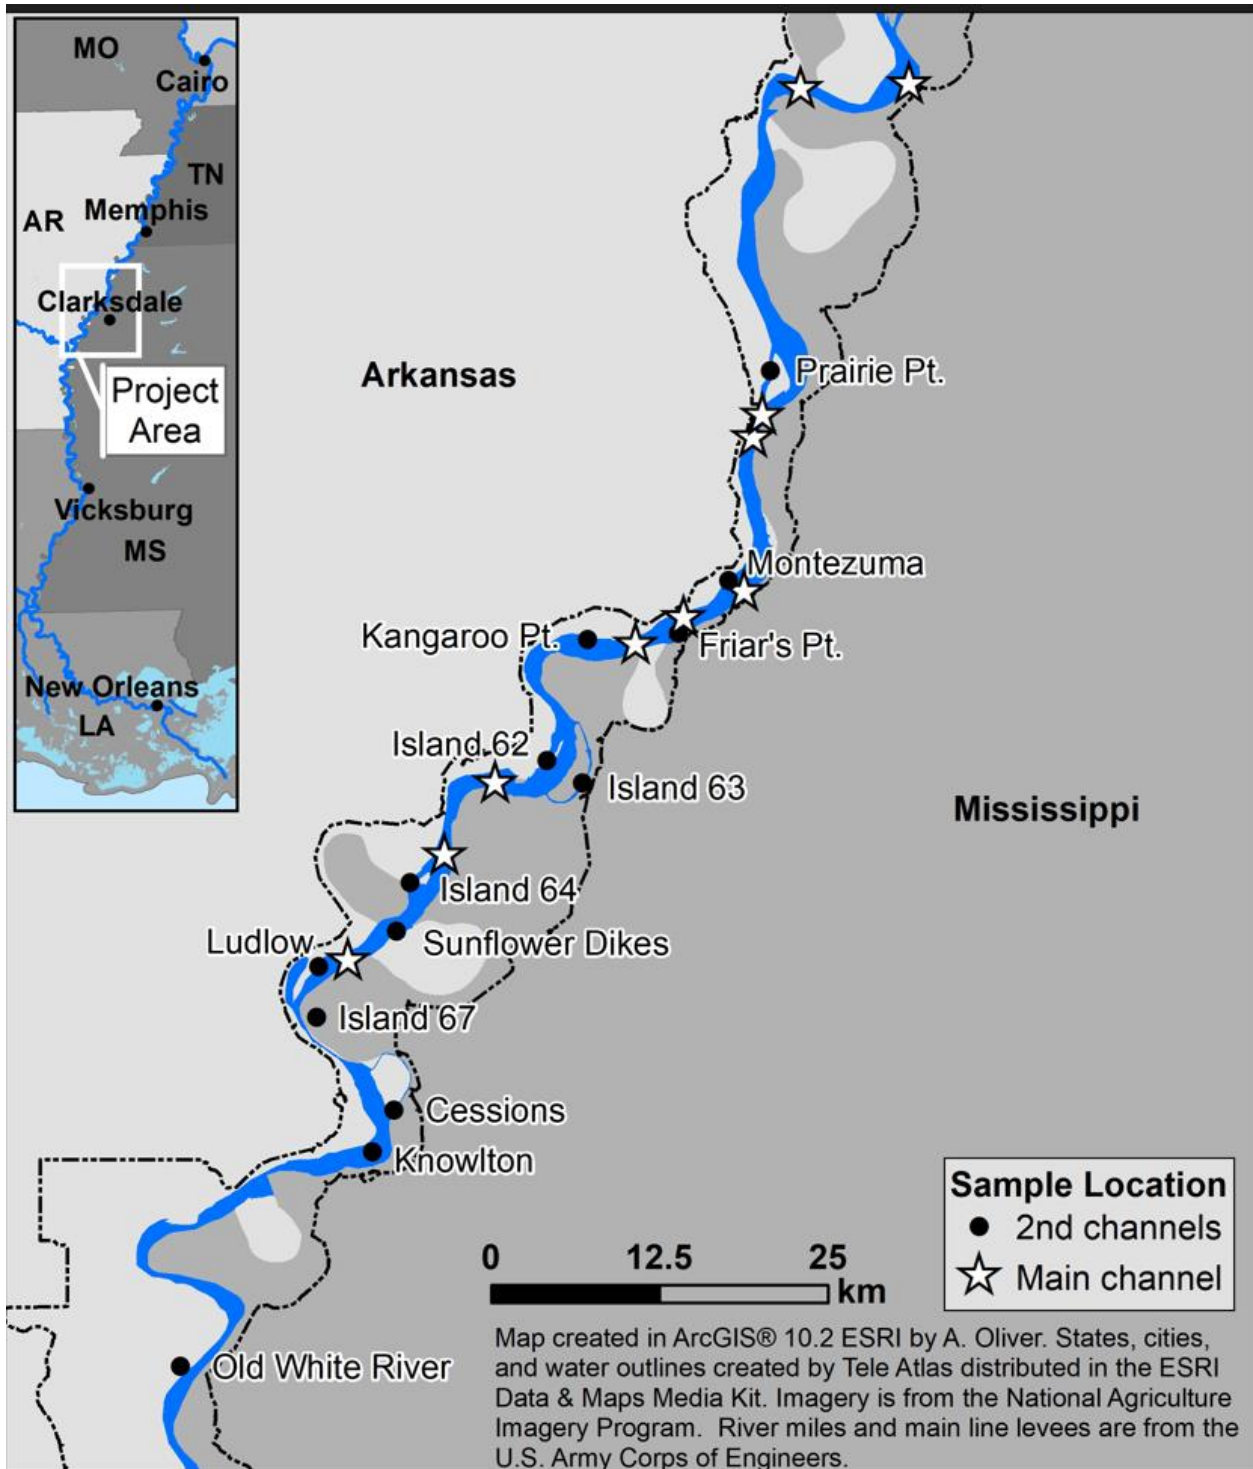 MO
Cairo
TN
AR
Memphis
Clarksdale
Project
Area
Vicksburg
MS
New Orleans
LA
Arkansas
Prairie Pt.
Montezuma
Kangaroo Pt.
Friar's Pt.
Island 62
Island 63
Mississippi
Island 64
Ludlow
Sunflower Dikes
Island 67
Cessions
Knowlton
Old White River
Sample Location
2nd channels
Main channel
0 12.5 25
km
Map created in ArcGIS® 10.2 ESRI by A. Oliver. States, cities,
and water outlines created by Tele Atlas distributed in the ESRI
Data & Maps Media Kit. Imagery is from the National Agriculture
Imagery Program. River miles and main line levees are from the
U.S. Army Corps of Engineers.